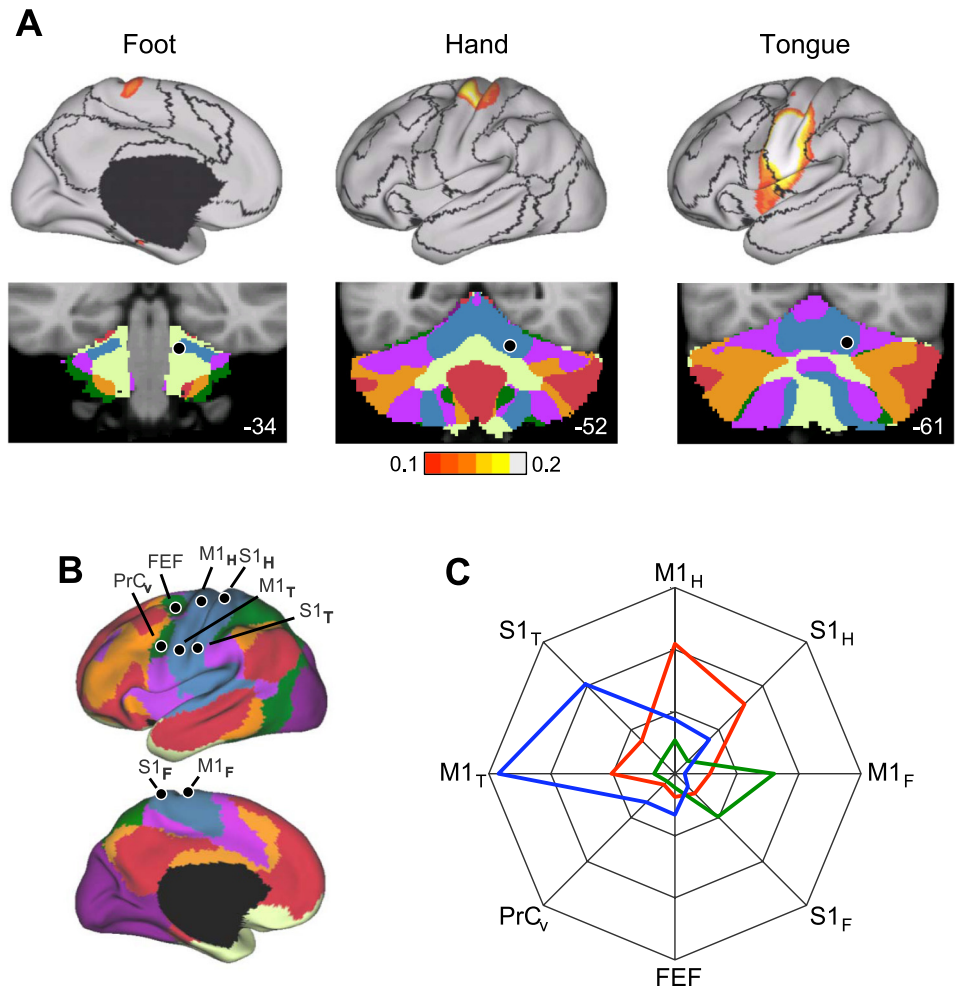 A
Foot Hand Tongue
-34 -52 -61
0.1 0.2
B
FEF M1H S1H
PrCv M1T
S1T
S1F M1F
C
M1H
S1T S1H
M1T M1F
PrCv S1F
FEF